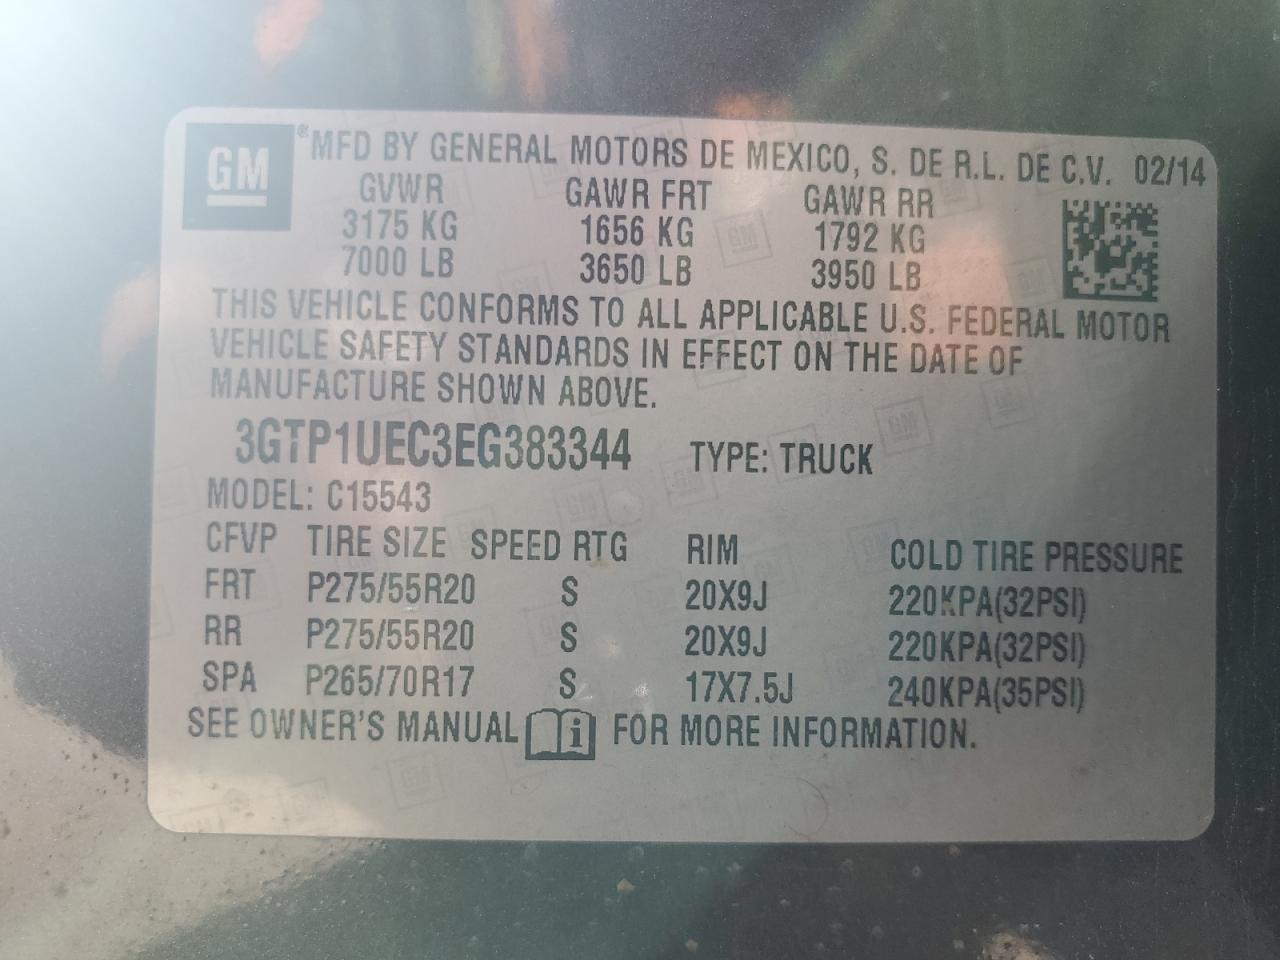 GM ® MFD BY GENERAL MOTORS DE MEXICO, S. DE R.L. DE C.V. 02/14
GVWR GAWR FRT GAWR RR
3175 KG 1656 KG 1792 KG
7000 LB 3650 LB 3950 LB
THIS VEHICLE CONFORMS TO ALL APPLICABLE U.S. FEDERAL MOTOR
VEHICLE SAFETY STANDARDS IN EFFECT ON THE DATE OF
MANUFACTURE SHOWN ABOVE.
3GTP1UEC3EG383344 TYPE: TRUCK
MODEL: C15543
CFVP TIRE SIZE SPEED RTG RIM COLD TIRE PRESSURE
FRT P275/55R20 S 20X9J 220KPA(32PSI)
RR P275/55R20 S 20X9J 220KPA(32PSI)
SPA P265/70R17 S 17X7.5J 240KPA(35PSI)
SEE OWNER'S MANUAL i FOR MORE INFORMATION.